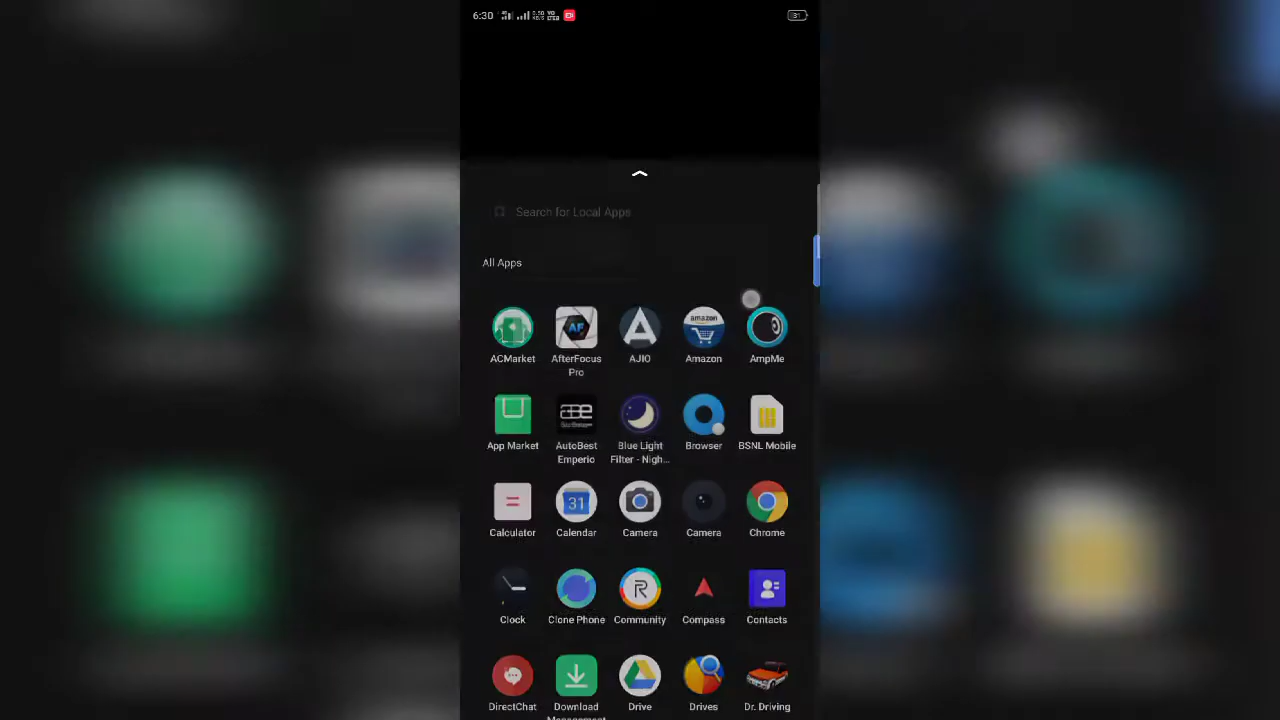 6:30
31
Search for Local Apps
All Apps
amazon
ACMarket AfterFocus Pro AJIO Amazon AmpMe
App Market AutoBest Emperio Blue Light Filter - Nigh... Browser BSNL Mobile
31
Calculator Calendar Camera Camera Chrome
Clock Clone Phone Community Compass Contacts
DirectChat Download Management Drive Drives Dr. Driving